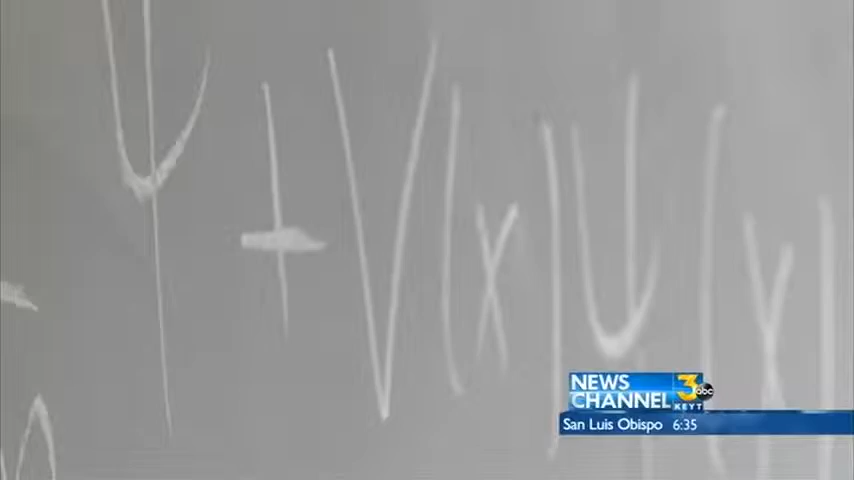 ψ + V(x)ψ(x)
NEWS
CHANNEL 3 abc
KEYT
San Luis Obispo 6:35